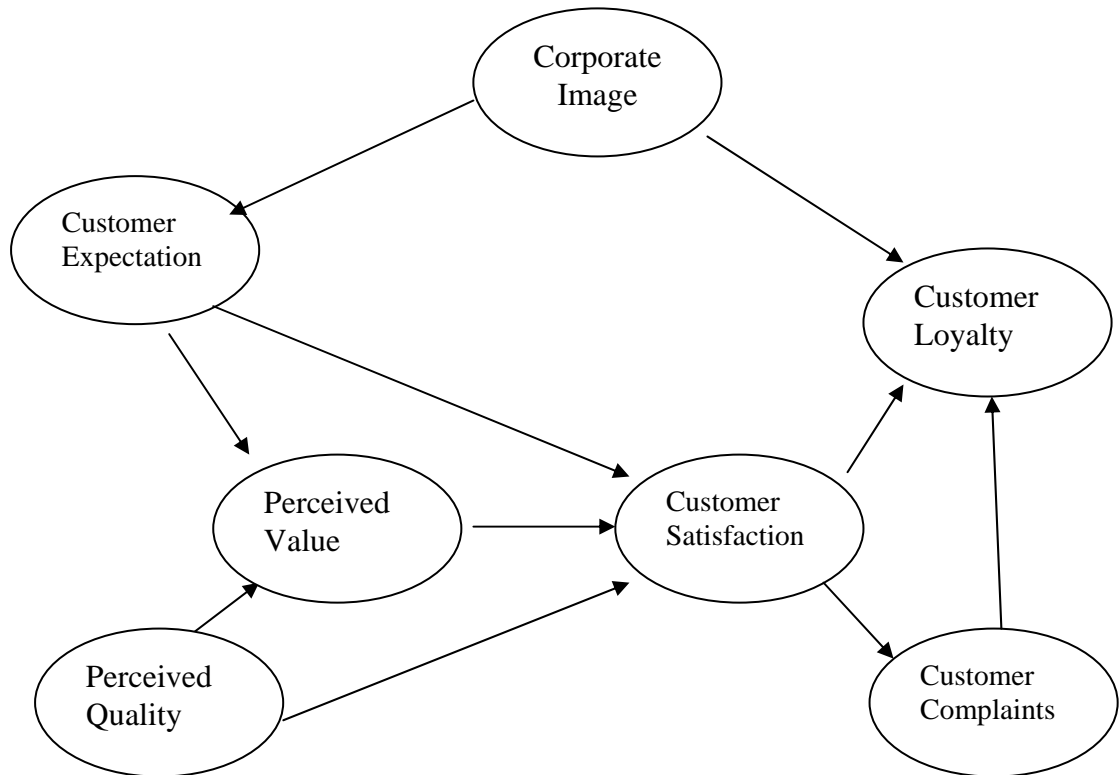 Corporate
Image
Customer
Expectation
Customer
Loyalty
Perceived
Value
Customer
Satisfaction
Perceived
Quality
Customer
Complaints